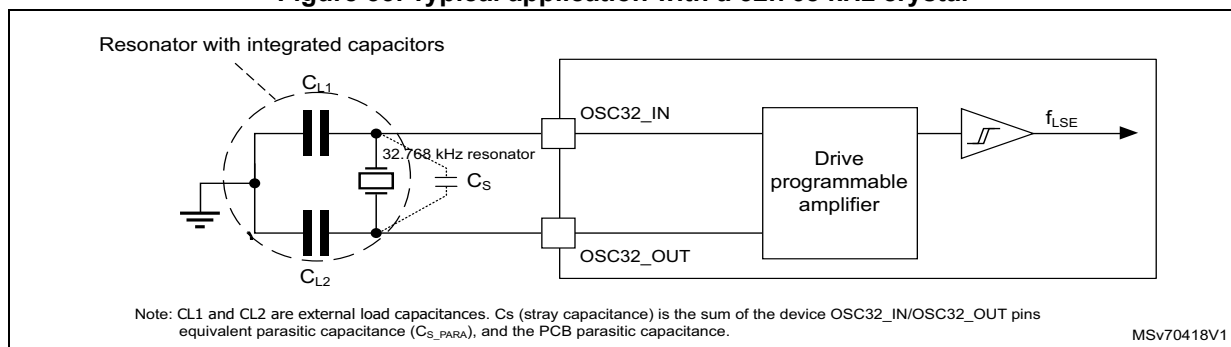 Resonator with integrated capacitors
CL1
OSC32_IN
fLSE
32.768 kHz resonator
CS
Drive
programmable
amplifier
OSC32_OUT
CL2
Note: CL1 and CL2 are external load capacitances. Cs (stray capacitance) is the sum of the device OSC32_IN/OSC32_OUT pins
equivalent parasitic capacitance (CS_PARA), and the PCB parasitic capacitance.
MSv70418V1